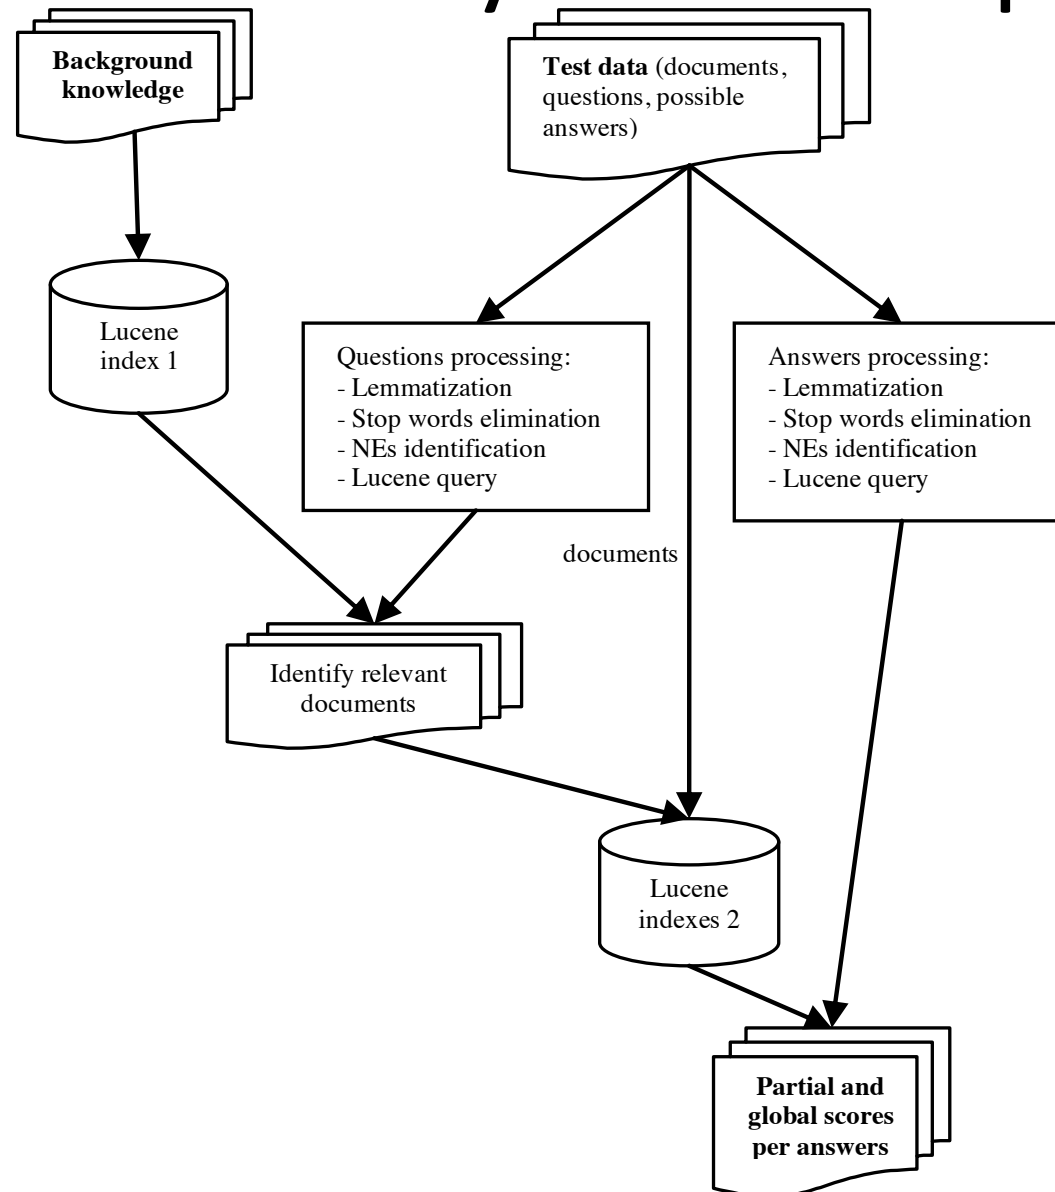 Background
knowledge
Test data (documents,
questions, possible
answers)
Lucene
index 1
Questions processing:
- Lemmatization
- Stop words elimination
- NEs identification
- Lucene query
Answers processing:
- Lemmatization
- Stop words elimination
- NEs identification
- Lucene query
documents
Identify relevant
documents
Lucene
indexes 2
Partial and
global scores
per answers